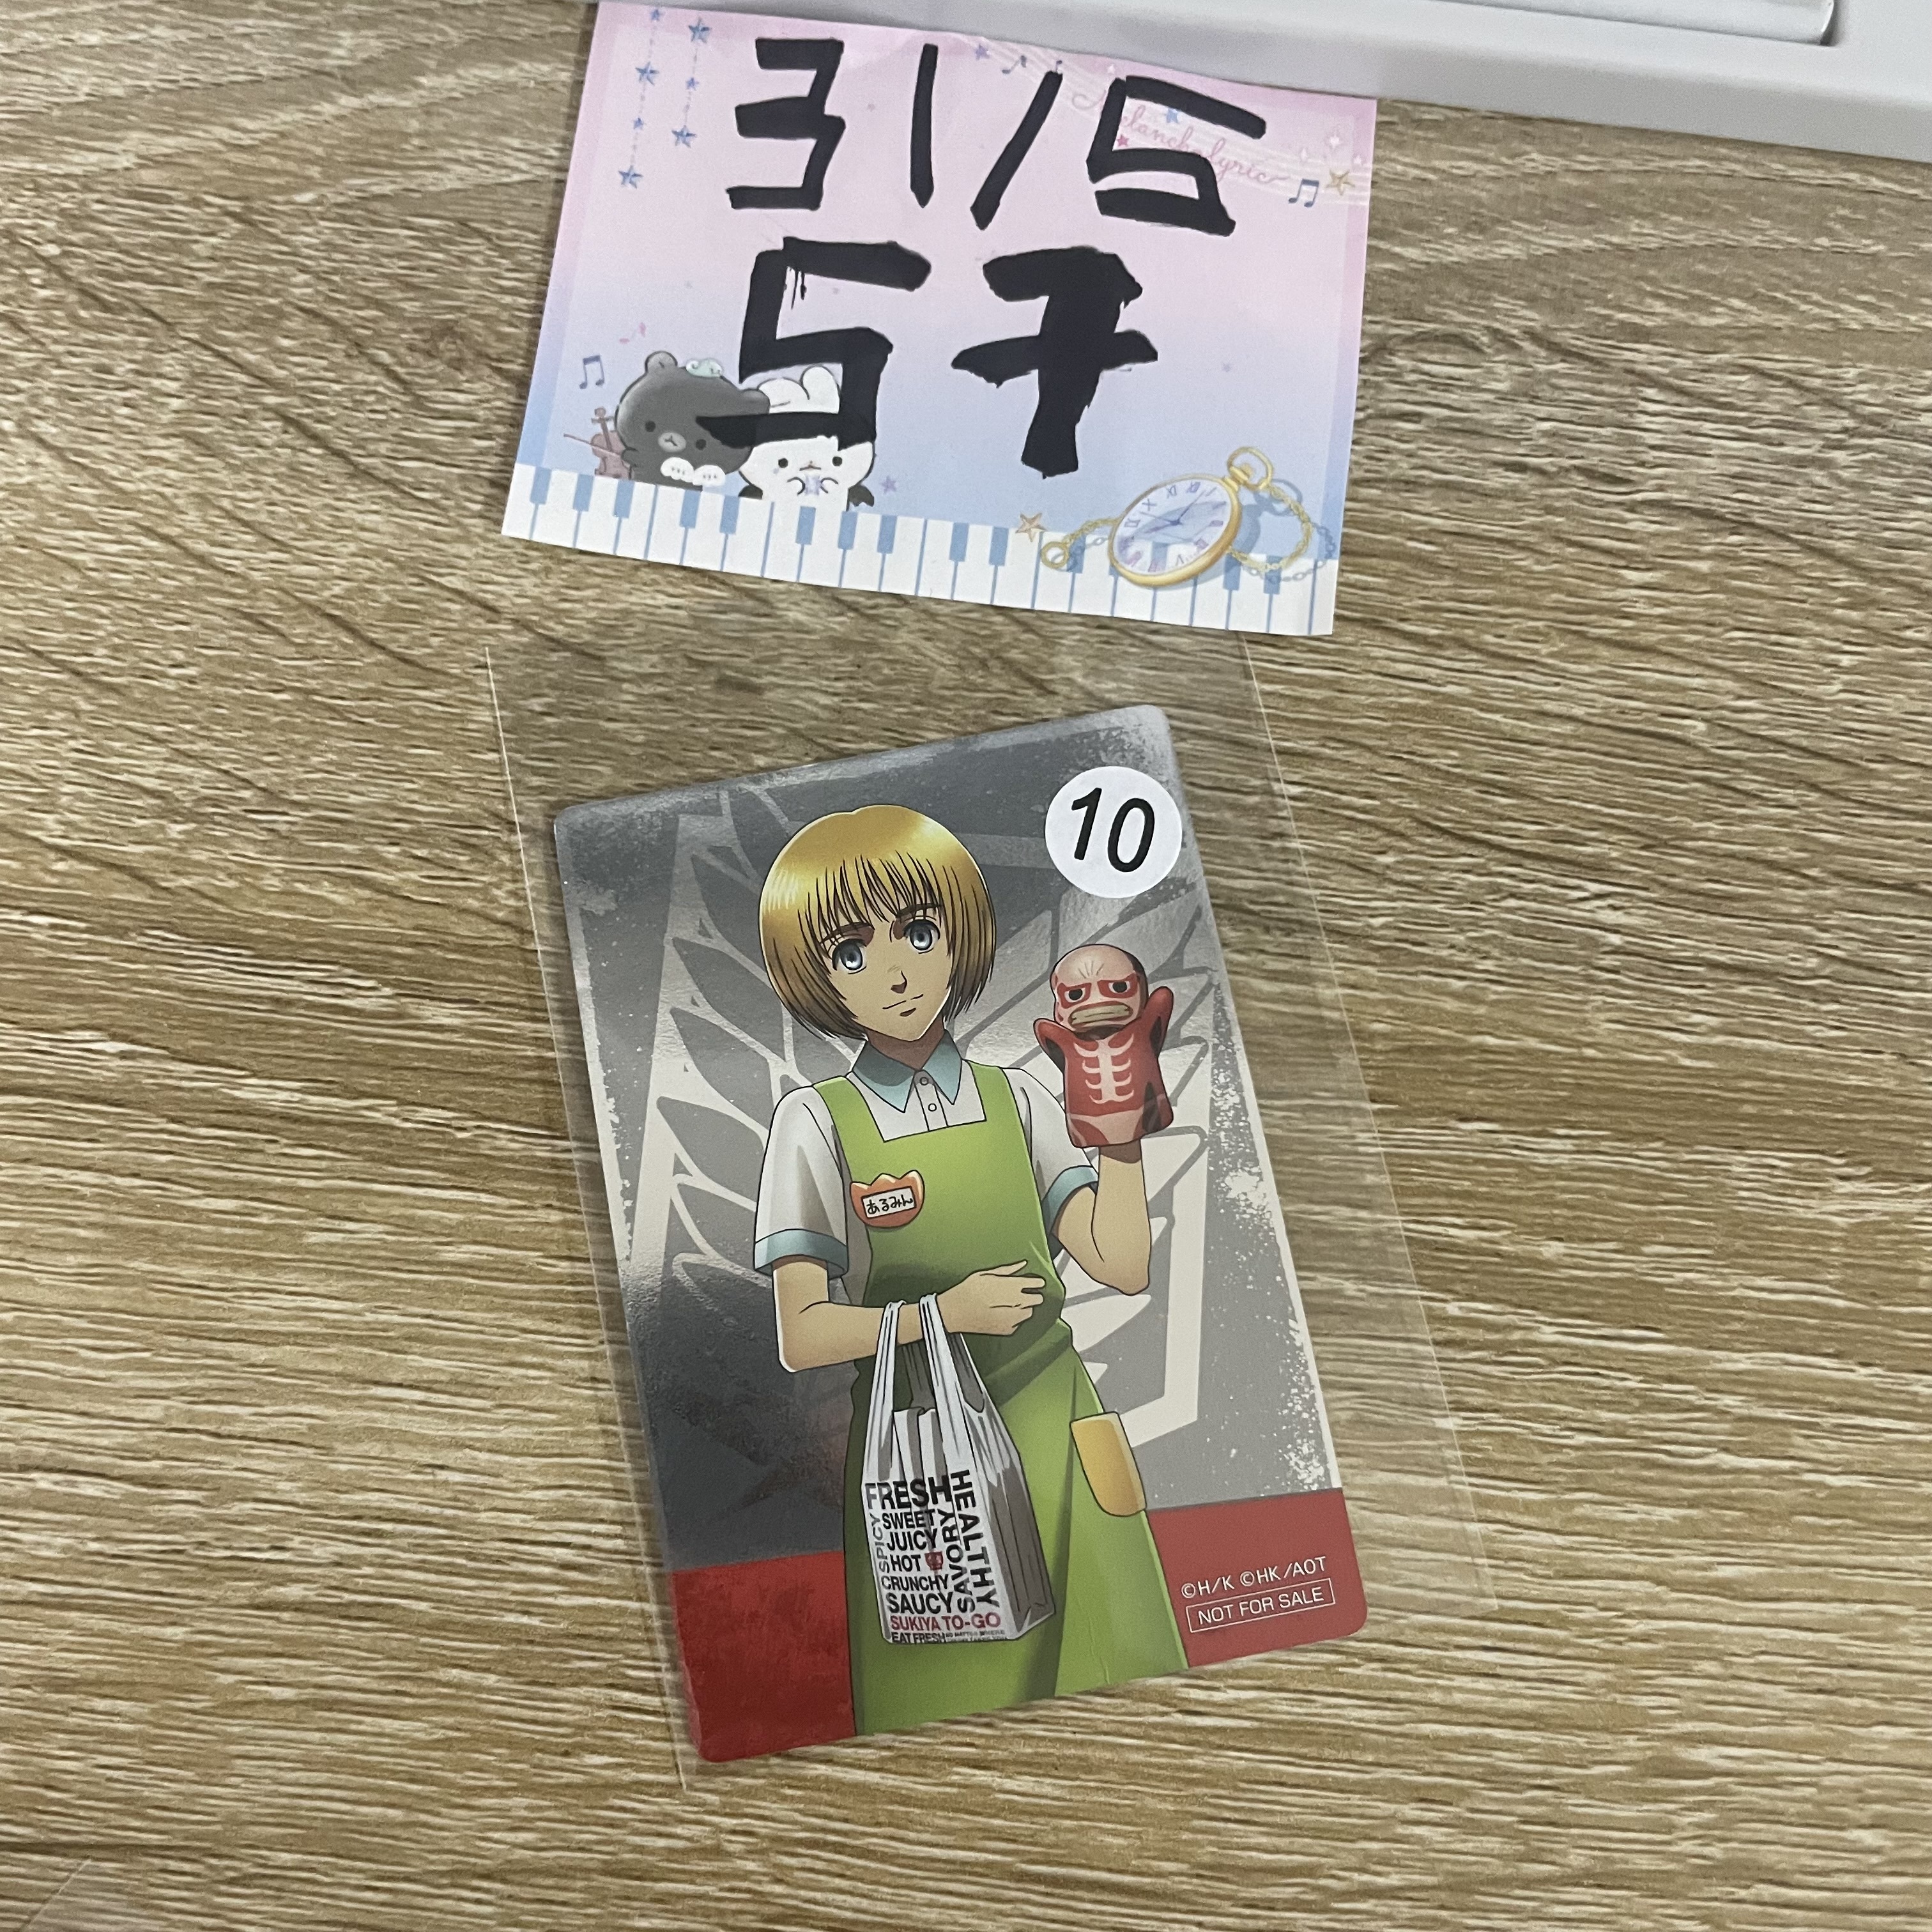 31/5
Melancholyric
57
10
あるみん
FRESH
SWEET
JUICY
HOT
CRUNCHY
SAUCY
SPICY
SAVORY
HEALTHY
SUKIYA TO-GO
EAT FRESH
©H/K ©HK/AOT
NOT FOR SALE